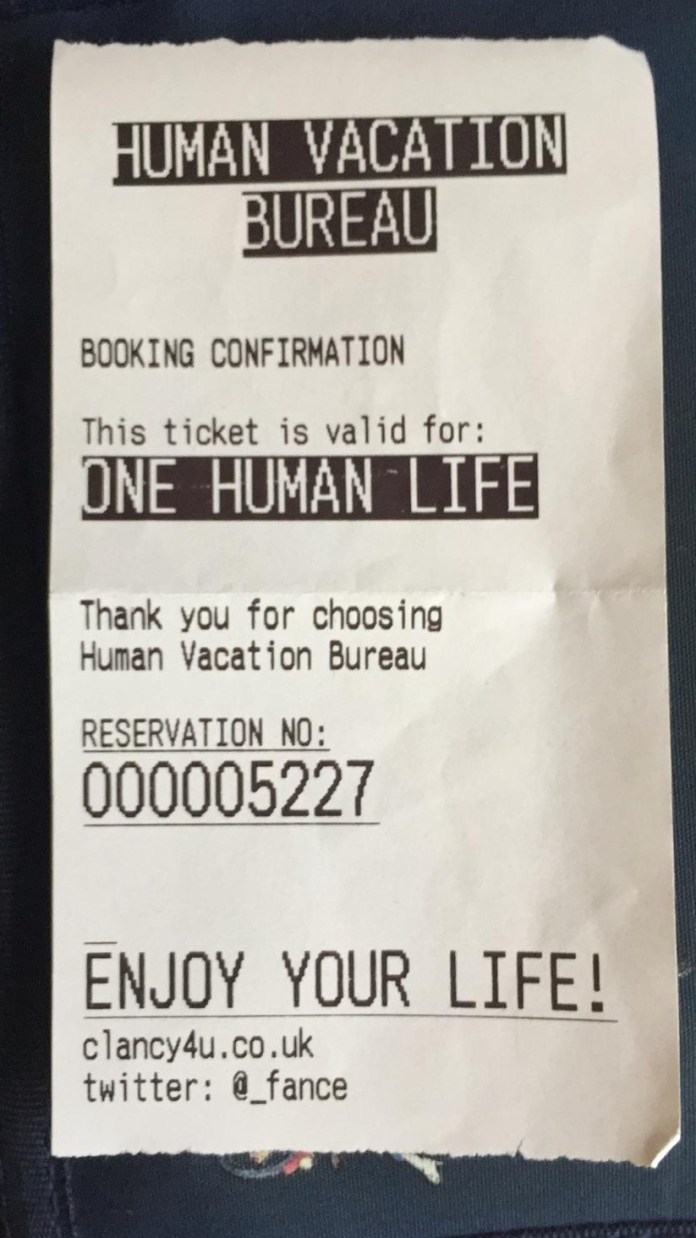 HUMAN VACATION
BUREAU
BOOKING CONFIRMATION
This ticket is valid for:
ONE HUMAN LIFE
Thank you for choosing
Human Vacation Bureau
RESERVATION NO:
000005227
ENJOY YOUR LIFE!
clancy4u.co.uk
twitter: @_fance